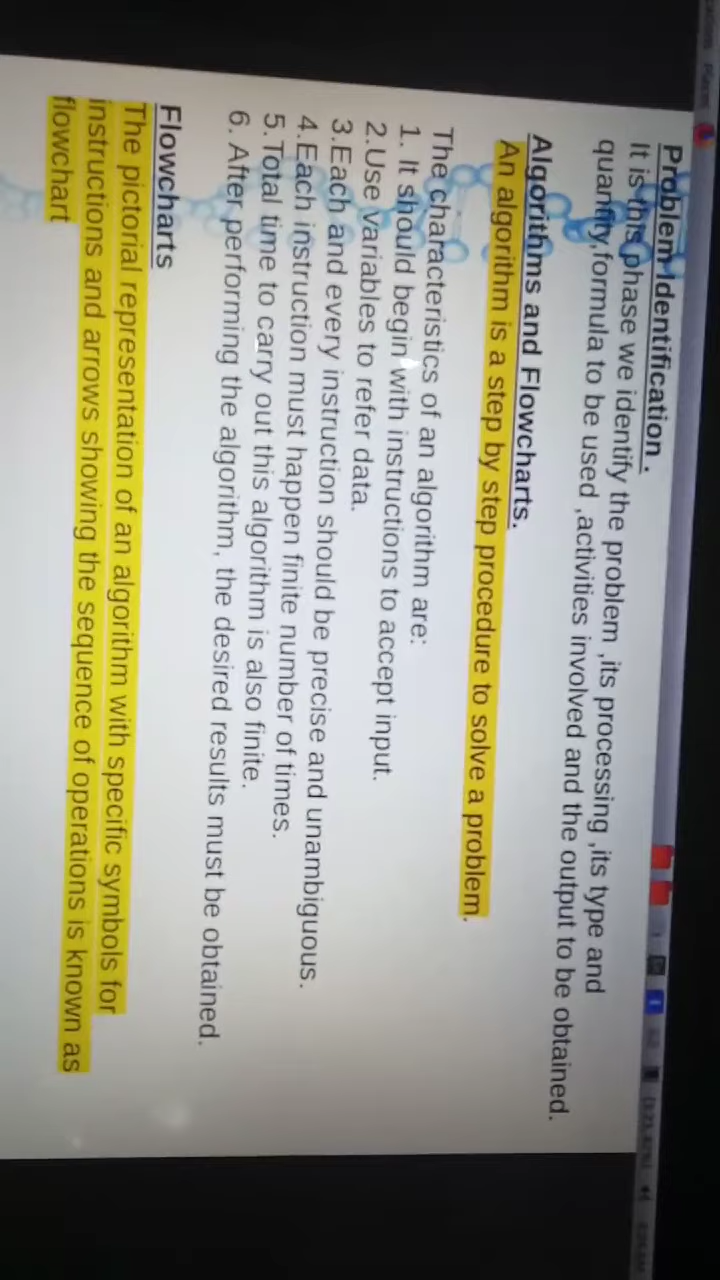 Problem Identification .
It is this phase we identify the problem ,its processing ,its type and
quantity,formula to be used ,activities involved and the output to be obtained.
Algorithms and Flowcharts.
An algorithm is a step by step procedure to solve a problem.
The characteristics of an algorithm are:
1. It should begin with instructions to accept input.
2.Use variables to refer data.
3.Each and every instruction should be precise and unambiguous.
4.Each instruction must happen finite number of times.
5.Total time to carry out this algorithm is also finite.
6. After performing the algorithm, the desired results must be obtained.
Flowcharts
The pictorial representation of an algorithm with specific symbols for
instructions and arrows showing the sequence of operations is known as
flowchart